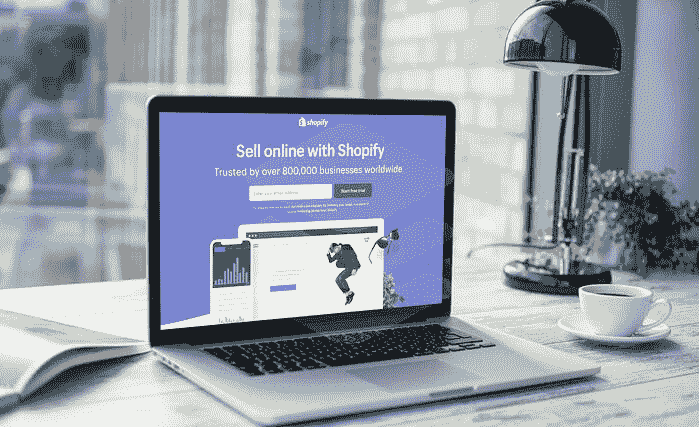 shopify
Sell online with Shopify
Trusted by over 800,000 businesses worldwide
Enter your email address
Start free trial